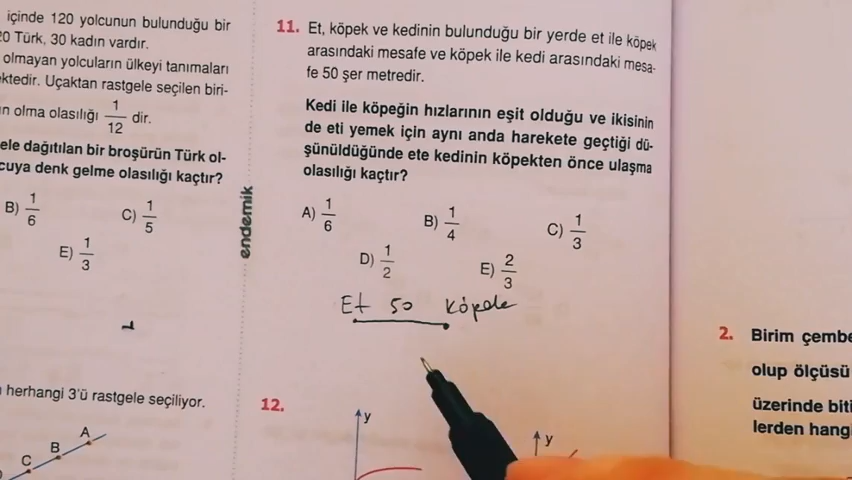 içinde 120 yolcunun bulunduğu bir
0 Türk, 30 kadın vardır.
olmayan yolcuların ülkeyi tanımaları
ktedir. Uçaktan rastgele seçilen biri-
n olma olasılığı 1/12 dir.
ele dağıtılan bir broşürün Türk ol-
cuya denk gelme olasılığı kaçtır?
B) 1/6
C) 1/5
E) 1/3
herhangi 3'ü rastgele seçiliyor.
A
B
C
endemik
11. Et, köpek ve kedinin bulunduğu bir yerde et ile köpek
arasındaki mesafe ve köpek ile kedi arasındaki mesa-
fe 50 şer metredir.
Kedi ile köpeğin hızlarının eşit olduğu ve ikisinin
de eti yemek için aynı anda harekete geçtiği dü-
şünüldüğünde ete kedinin köpekten önce ulaşma
olasılığı kaçtır?
A) 1/6
B) 1/4
C) 1/3
D) 1/2
E) 2/3
Et 50 köpek
12.
y
y
2. Birim çembe
olup ölçüsü
üzerinde biti
lerden hang